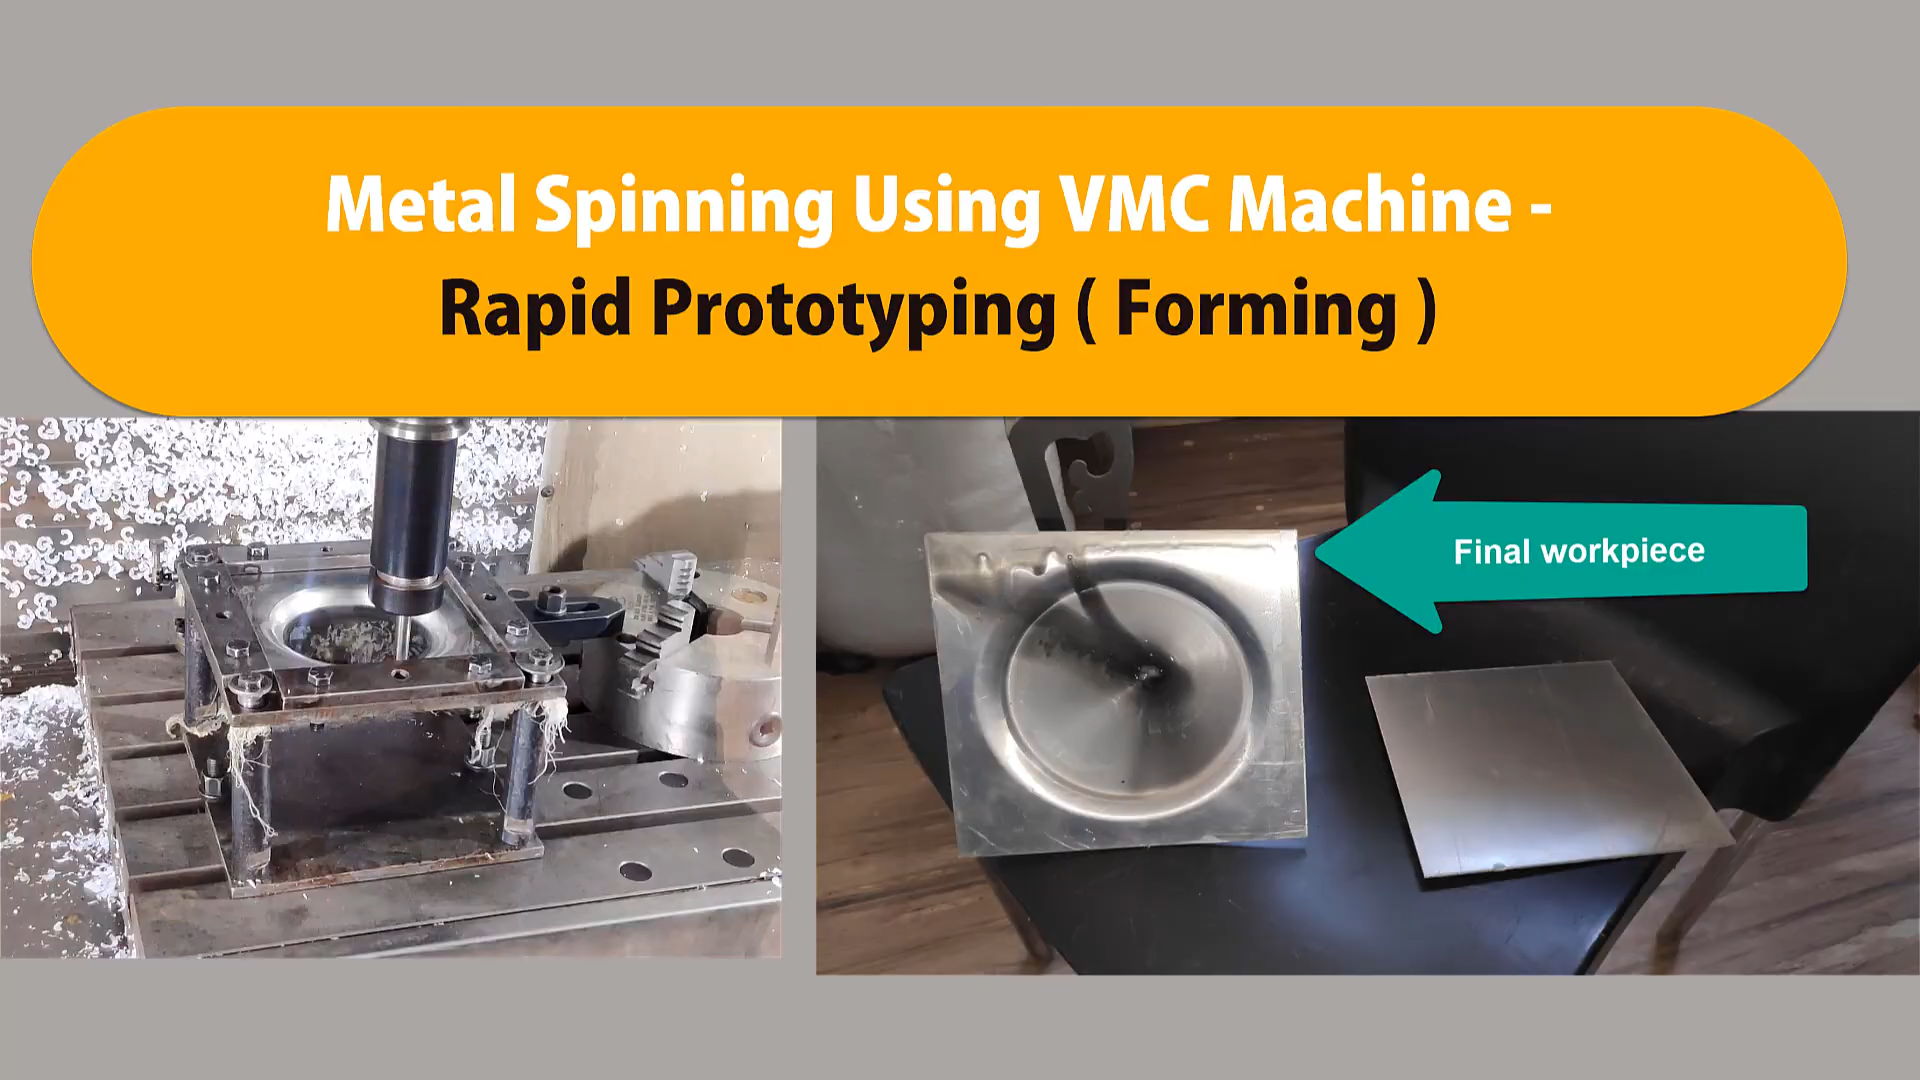 Metal Spinning Using VMC Machine -
Rapid Prototyping ( Forming )
Final workpiece